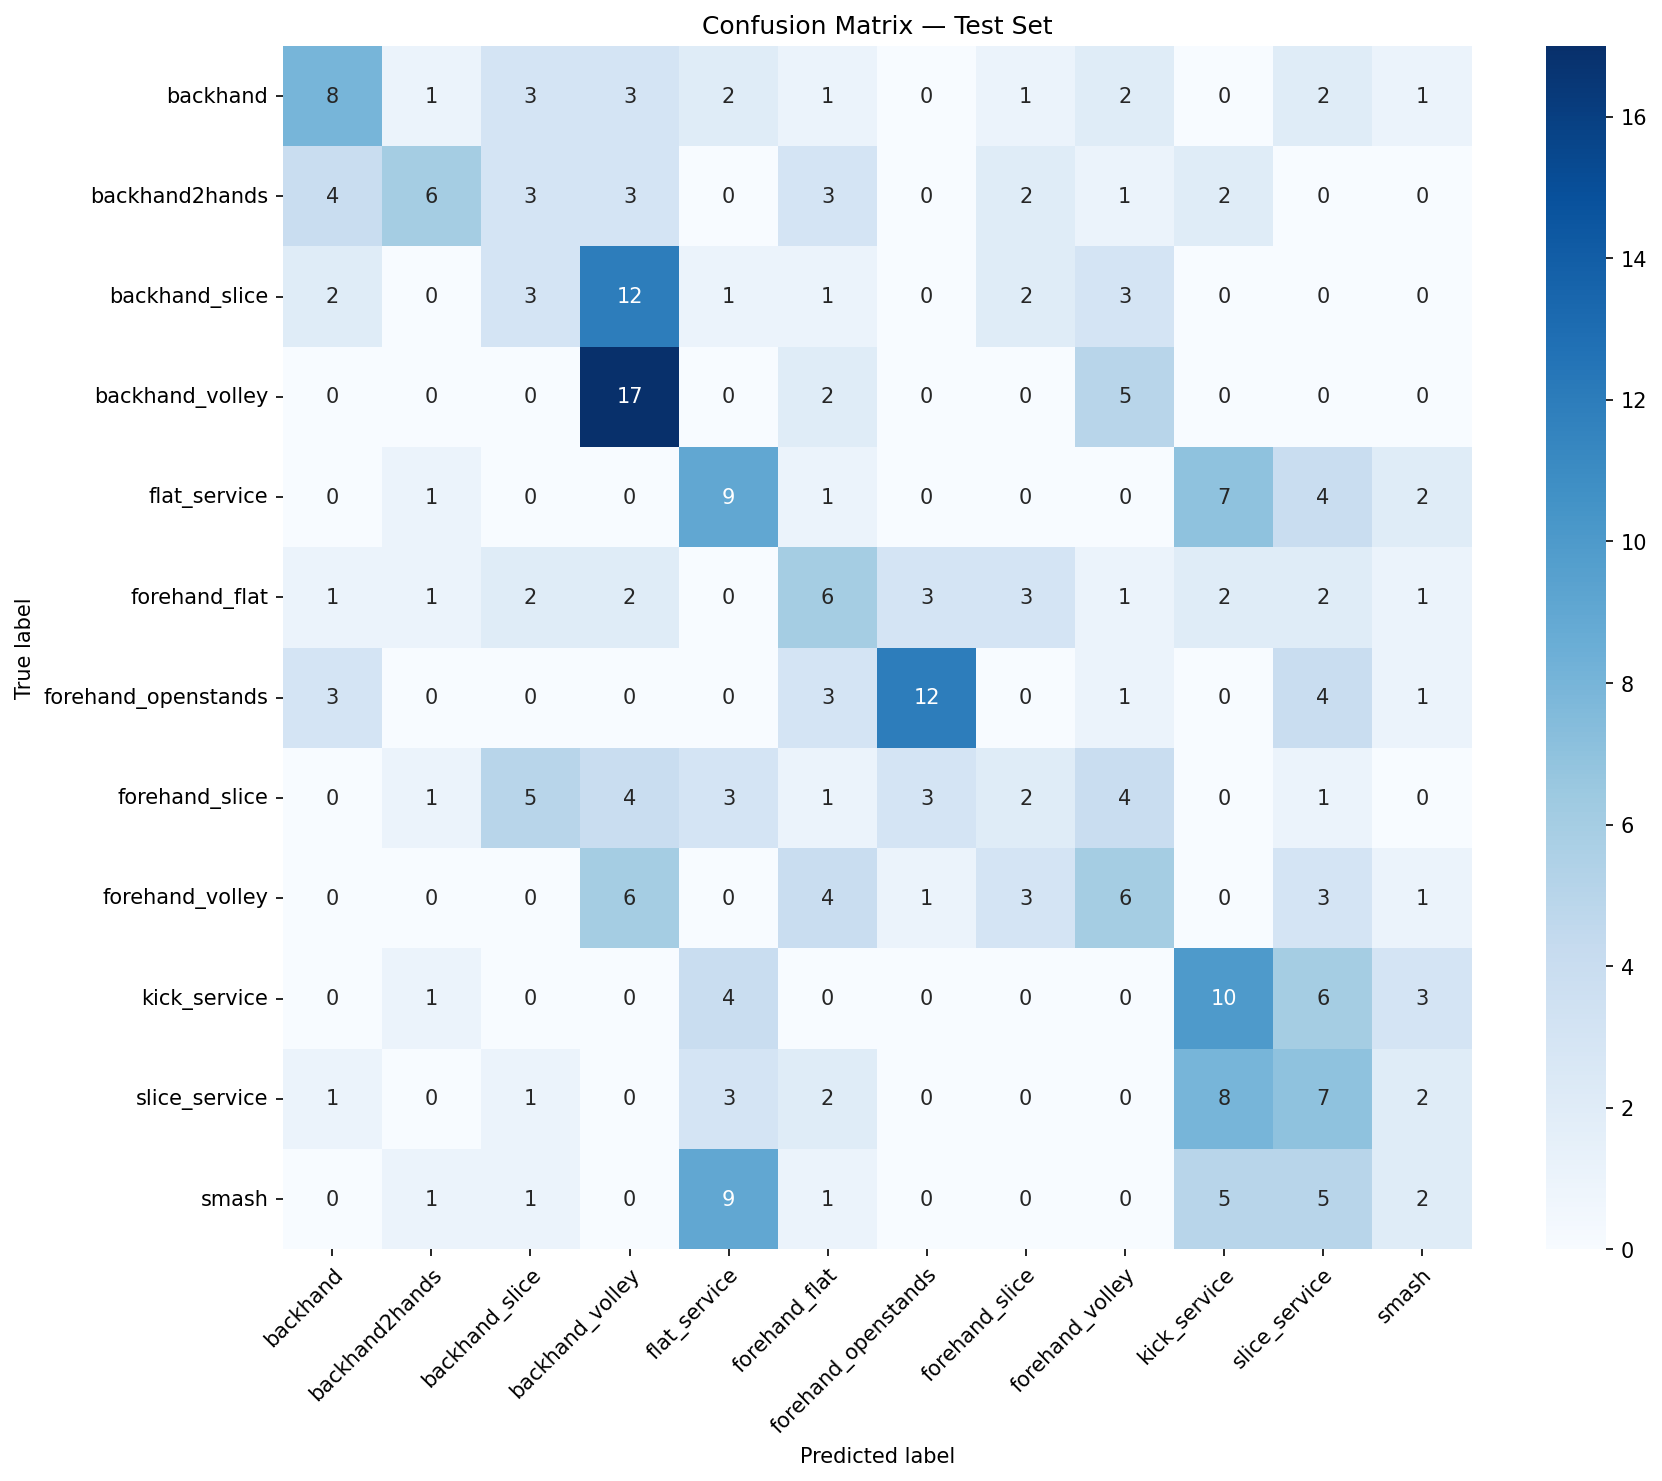 Confusion Matrix — Test Set
True label
backhand 8 1 3 3 2 1 0 1 2 0 2 1
backhand2hands 4 6 3 3 0 3 0 2 1 2 0 0
backhand_slice 2 0 3 12 1 1 0 2 3 0 0 0
backhand_volley 0 0 0 17 0 2 0 0 5 0 0 0
flat_service 0 1 0 0 9 1 0 0 0 7 4 2
forehand_flat 1 1 2 2 0 6 3 3 1 2 2 1
forehand_openstands 3 0 0 0 0 3 12 0 1 0 4 1
forehand_slice 0 1 5 4 3 1 3 2 4 0 1 0
forehand_volley 0 0 0 6 0 4 1 3 6 0 3 1
kick_service 0 1 0 0 4 0 0 0 0 10 6 3
slice_service 1 0 1 0 3 2 0 0 0 8 7 2
smash 0 1 1 0 9 1 0 0 0 5 5 2
backhand backhand2hands backhand_slice backhand_volley flat_service forehand_flat forehand_openstands forehand_slice forehand_volley kick_service slice_service smash
Predicted label
16
14
12
10
8
6
4
2
0